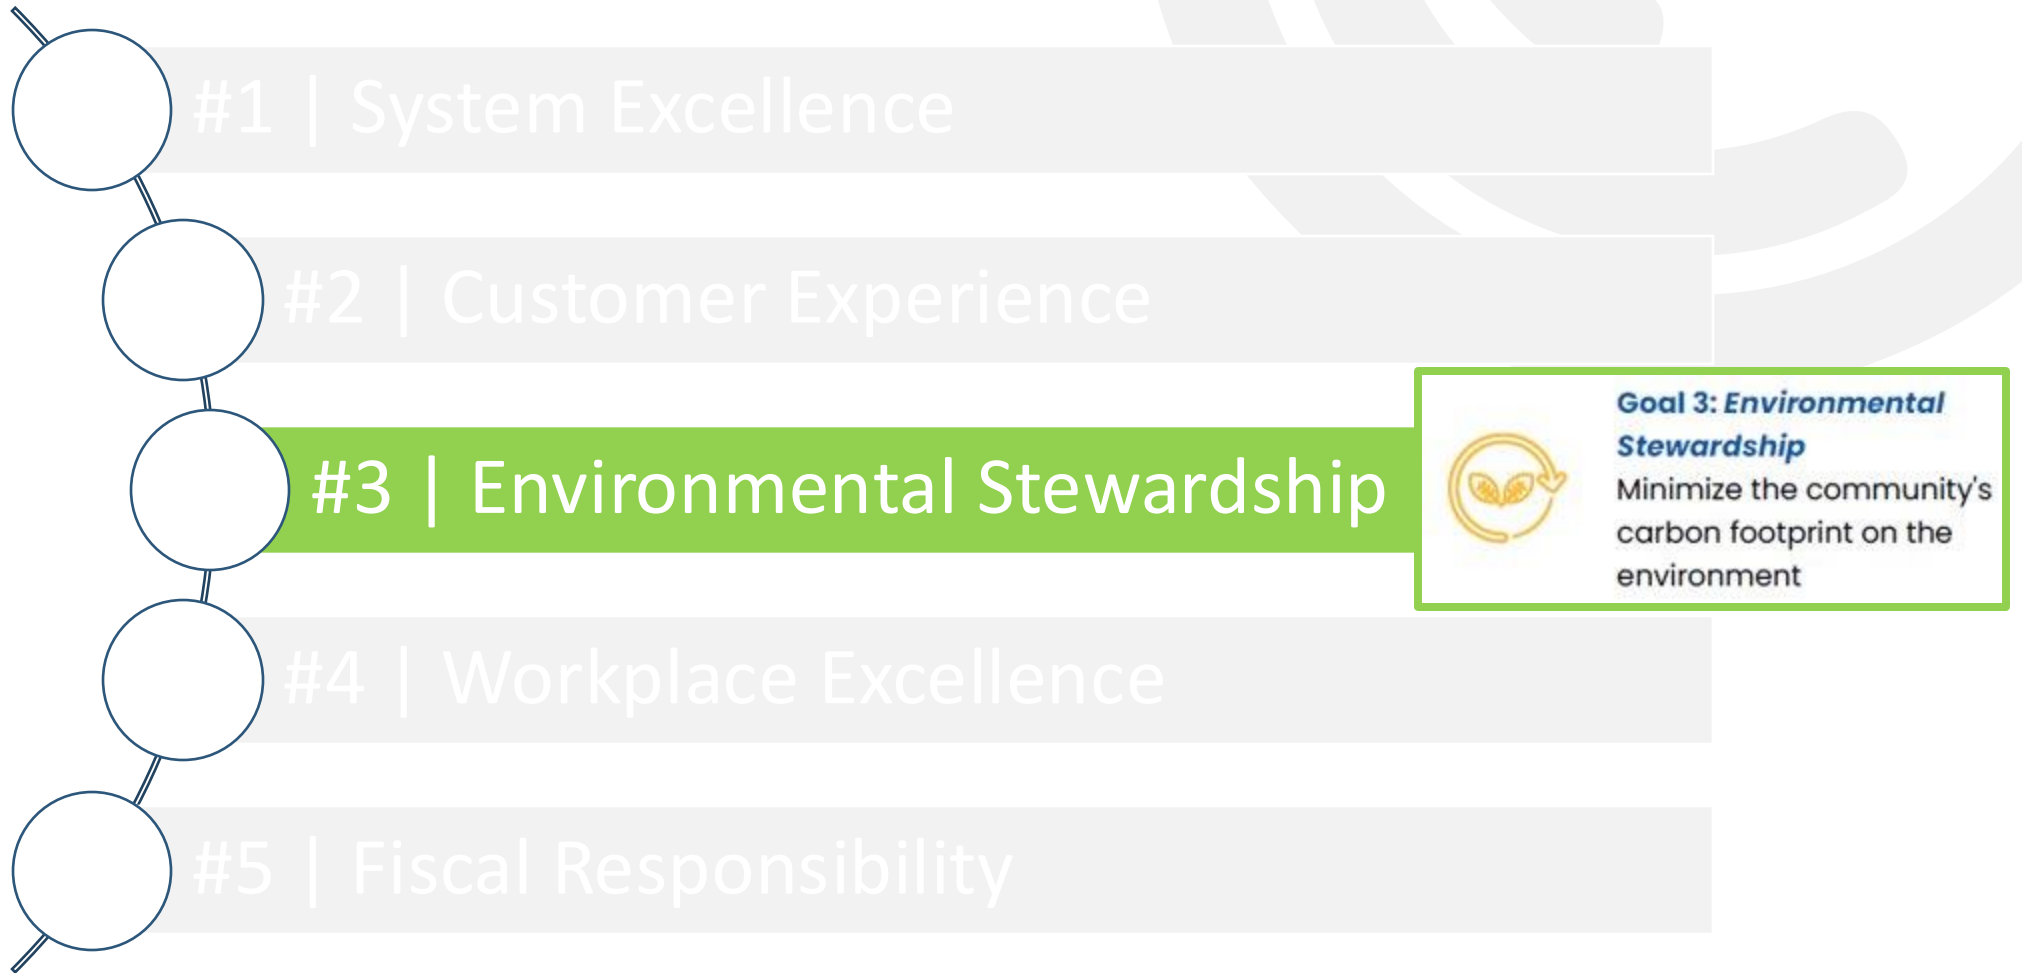 #1 | System Excellence
#2 | Customer Experience
#3 | Environmental Stewardship
Goal 3: Environmental
Stewardship
Minimize the community's
carbon footprint on the
environment
#4 | Workplace Excellence
#5 | Fiscal Responsibility